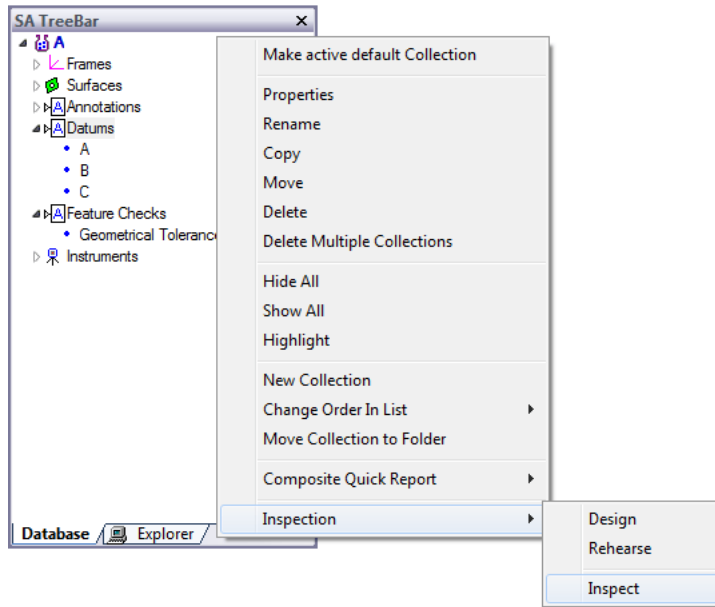 SA TreeBar
A
Frames
Surfaces
A Annotations
A Datums
A
B
C
A Feature Checks
Geometrical Toleranc
Instruments
Database
Explorer
Make active default Collection
Properties
Rename
Copy
Move
Delete
Delete Multiple Collections
Hide All
Show All
Highlight
New Collection
Change Order In List
Move Collection to Folder
Composite Quick Report
Inspection
Design
Rehearse
Inspect